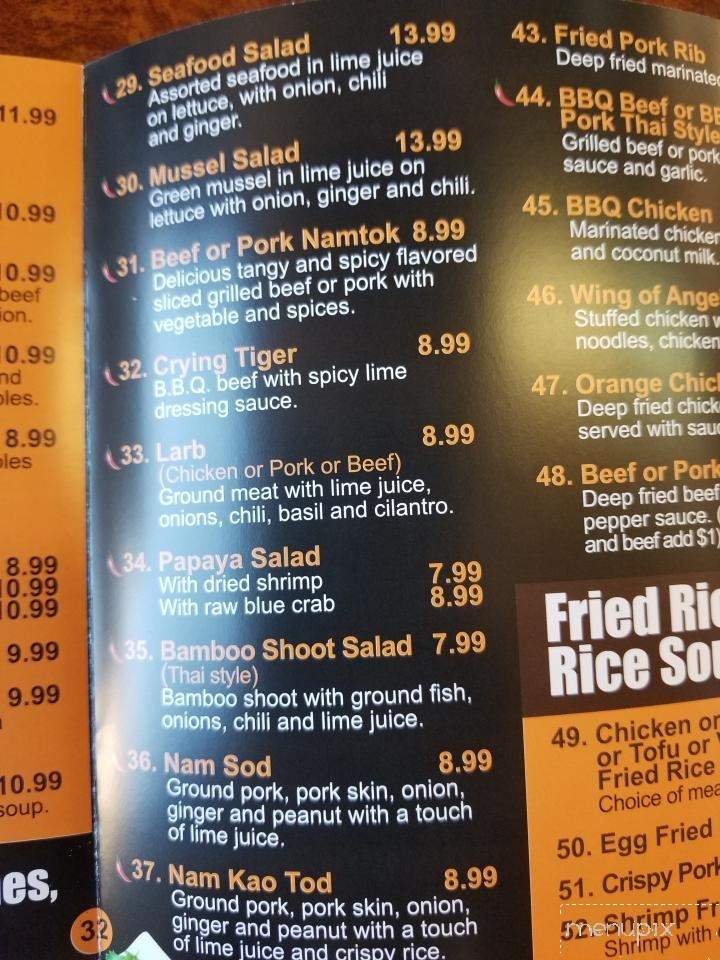 11.99
10.99
10.99
beef
ion.
10.99
nd
bles.
8.99
bles
8.99
10.99
10.99
9.99
9.99
10.99
soup.
es,
32
29. Seafood Salad 13.99
Assorted seafood in lime juice
on lettuce, with onion, chili
and ginger.
30. Mussel Salad 13.99
Green mussel in lime juice on
lettuce with onion, ginger and chili.
31. Beef or Pork Namtok 8.99
Delicious tangy and spicy flavored
sliced grilled beef or pork with
vegetable and spices.
32. Crying Tiger 8.99
B.B.Q. beef with spicy lime
dressing sauce.
33. Larb 8.99
(Chicken or Pork or Beef)
Ground meat with lime juice,
onions, chili, basil and cilantro.
34. Papaya Salad
With dried shrimp 7.99
With raw blue crab 8.99
35. Bamboo Shoot Salad 7.99
(Thai style)
Bamboo shoot with ground fish,
onions, chili and lime juice.
36. Nam Sod 8.99
Ground pork, pork skin, onion,
ginger and peanut with a touch
of lime juice.
37. Nam Kao Tod 8.99
Ground pork, pork skin, onion,
ginger and peanut with a touch
of lime juice and crispy rice.
43. Fried Pork Rib
Deep fried marinate
44. BBQ Beef or BB
Pork Thai Style
Grilled beef or pork
sauce and garlic.
45. BBQ Chicken
Marinated chicken
and coconut milk.
46. Wing of Ange
Stuffed chicken w
noodles, chicken
47. Orange Chic
Deep fried chick
served with sau
48. Beef or Pork
Deep fried beef
pepper sauce. (
and beef add $1)
Fried Ric
Rice Sou
49. Chicken or
or Tofu or
Fried Rice
Choice of mea
50. Egg Fried
51. Crispy Pork
52. Shrimp Fr
Shrimp with
menupix